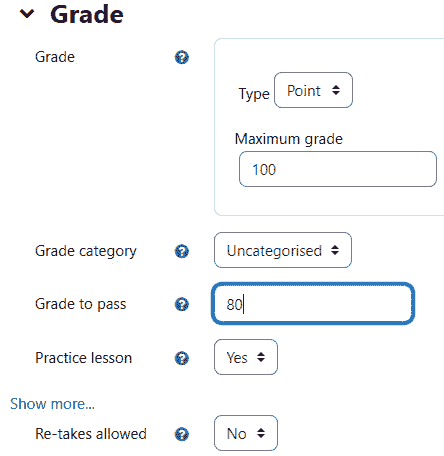 Grade
Grade
Type Point
Maximum grade
100
Grade category Uncategorised
Grade to pass 80
Practice lesson Yes
Show more...
Re-takes allowed No